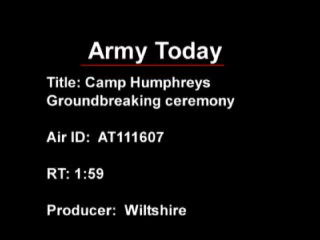 Army Today
Title: Camp Humphreys
Groundbreaking ceremony
Air ID: AT111607
RT: 1:59
Producer: Wiltshire